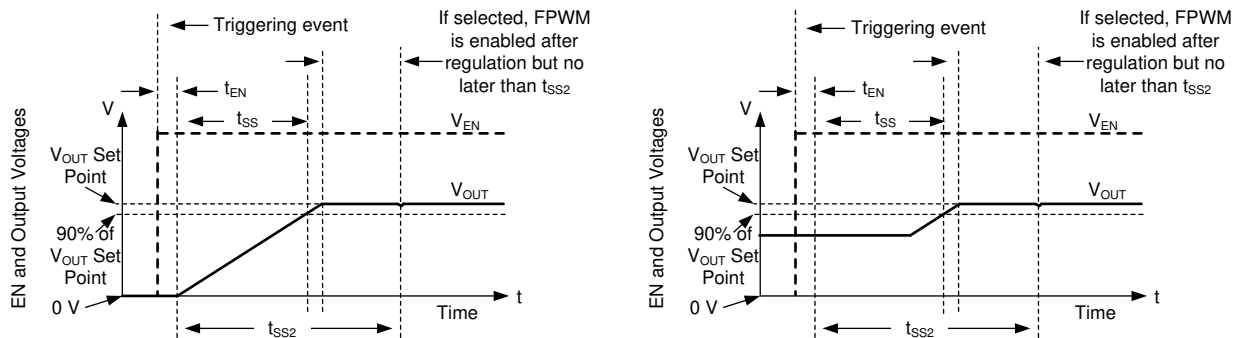 Triggering event
If selected, FPWM
is enabled after
regulation but no
later than tSS2
tEN
V
tSS
VEN
VOUT Set
Point
VOUT
90% of
VOUT Set
Point
0 V
t
Time
tSS2
EN and Output Voltages
Triggering event
If selected, FPWM
is enabled after
regulation but no
later than tSS2
tEN
V
tSS
VEN
VOUT Set
Point
VOUT
90% of
VOUT Set
Point
0 V
t
Time
tSS2
EN and Output Voltages